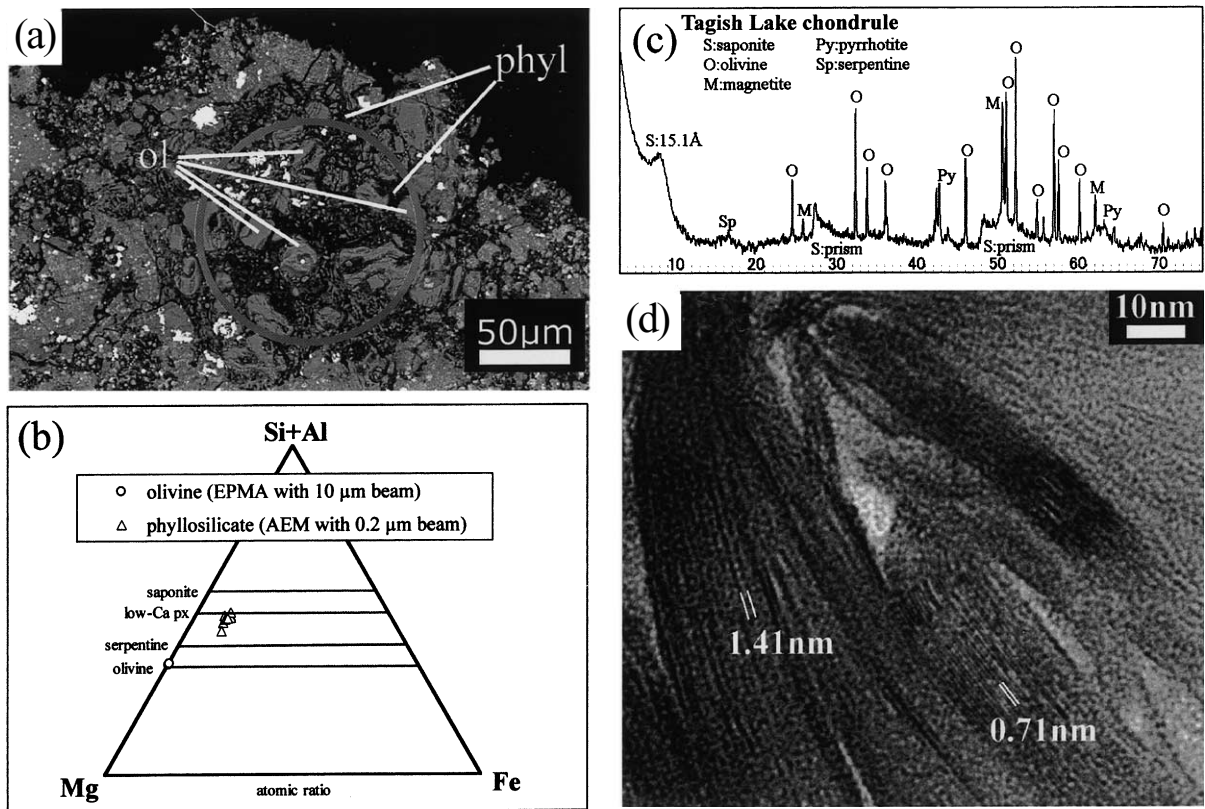 (a)
phyl
ol
50µm
(b)
Si+Al
olivine (EPMA with 10 µm beam)
phyllosilicate (AEM with 0.2 µm beam)
saponite
low-Ca px
serpentine
olivine
Mg
atomic ratio
Fe
(c)
Tagish Lake chondrule
S:saponite Py:pyrrhotite
O:olivine Sp:serpentine
M:magnetite
S:15.1Å
Sp
O
M
S:prism
O
O
O
Py
O
S:prism
M
O
O
O
O
O
O
M
Py
O
10 20 30 40 50 60 70
(d)
10nm
1.41nm
0.71nm